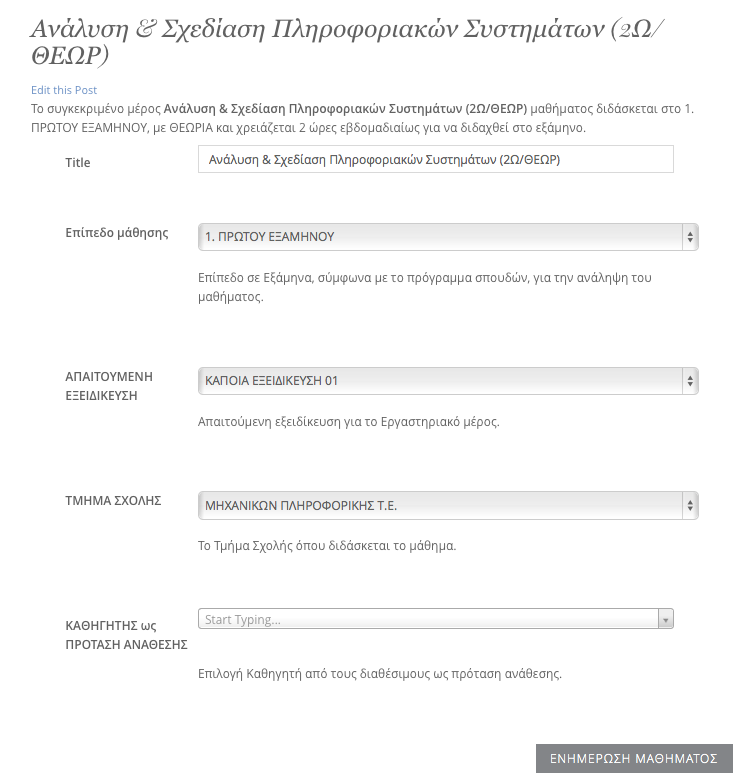 Ανάλυση & Σχεδίαση Πληροφοριακών Συστημάτων (2Ω/
ΘΕΩΡ)
Edit this Post
Το συγκεκριμένο μέρος Ανάλυση & Σχεδίαση Πληροφοριακών Συστημάτων (2Ω/ΘΕΩΡ) μαθήματος διδάσκεται στο 1.
ΠΡΩΤΟΥ ΕΞΑΜΗΝΟΥ, με ΘΕΩΡΙΑ και χρειάζεται 2 ώρες εβδομαδιαίως για να διδαχθεί στο εξάμηνο.
Title
Ανάλυση & Σχεδίαση Πληροφοριακών Συστημάτων (2Ω/ΘΕΩΡ)
Επίπεδο μάθησης
1. ΠΡΩΤΟΥ ΕΞΑΜΗΝΟΥ
Επίπεδο σε Εξάμηνα, σύμφωνα με το πρόγραμμα σπουδών, για την ανάληψη του
μαθήματος.
ΑΠΑΙΤΟΥΜΕΝΗ
ΕΞΕΙΔΙΚΕΥΣΗ
ΚΑΠΟΙΑ ΕΞΕΙΔΙΚΕΥΣΗ 01
Απαιτούμενη εξειδίκευση για το Εργαστηριακό μέρος.
ΤΜΗΜΑ ΣΧΟΛΗΣ
ΜΗΧΑΝΙΚΩΝ ΠΛΗΡΟΦΟΡΙΚΗΣ Τ.Ε.
Το Τμήμα Σχολής όπου διδάσκεται το μάθημα.
ΚΑΘΗΓΗΤΗΣ ως
ΠΡΟΤΑΣΗ ΑΝΑΘΕΣΗΣ
Start Typing...
Επιλογή Καθηγητή από τους διαθέσιμους ως πρόταση ανάθεσης.
ΕΝΗΜΕΡΩΣΗ ΜΑΘΗΜΑΤΟΣ